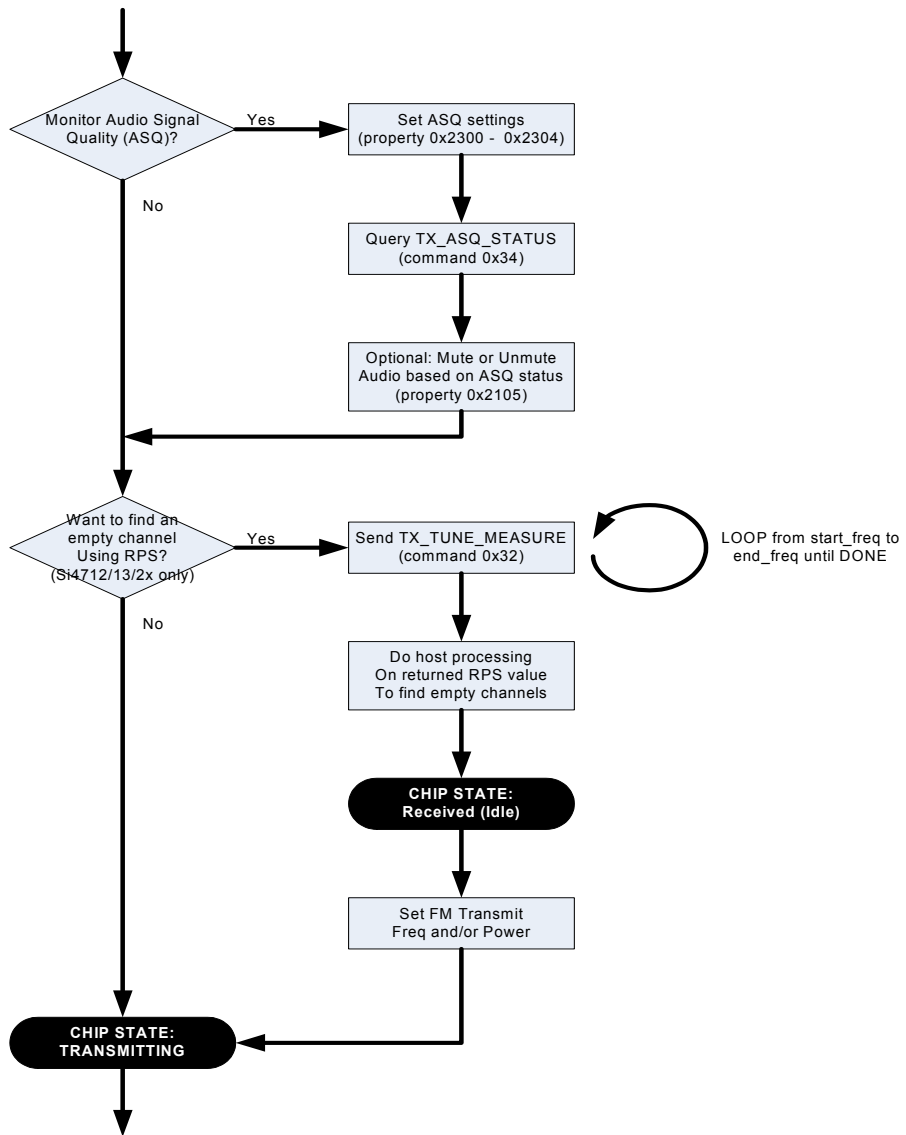 Monitor Audio Signal
Quality (ASQ)?
Yes
Set ASQ settings
(property 0x2300 - 0x2304)
No
Query TX_ASQ_STATUS
(command 0x34)
Optional: Mute or Unmute
Audio based on ASQ status
(property 0x2105)
Want to find an
empty channel
Using RPS?
(Si4712/13/2x only)
Yes
Send TX_TUNE_MEASURE
(command 0x32)
LOOP from start_freq to
end_freq until DONE
No
Do host processing
On returned RPS value
To find empty channels
CHIP STATE:
Received (Idle)
Set FM Transmit
Freq and/or Power
CHIP STATE:
TRANSMITTING